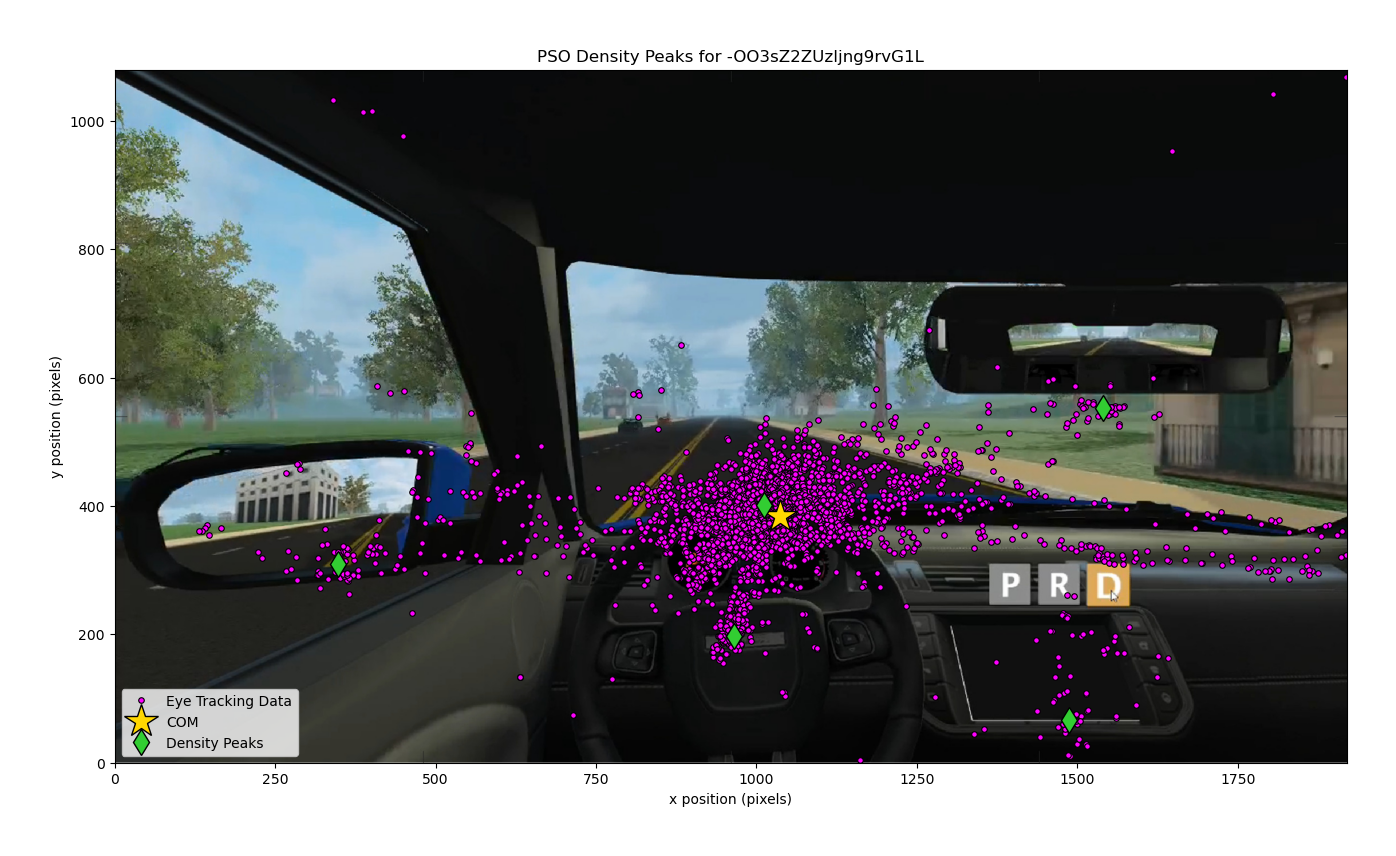 PSO Density Peaks for -OO3sZ2ZUzljng9rvG1L
1000
800
600
400
200
0
y position (pixels)
P R D
Eye Tracking Data
COM
Density Peaks
0 250 500 750 1000 1250 1500 1750
x position (pixels)